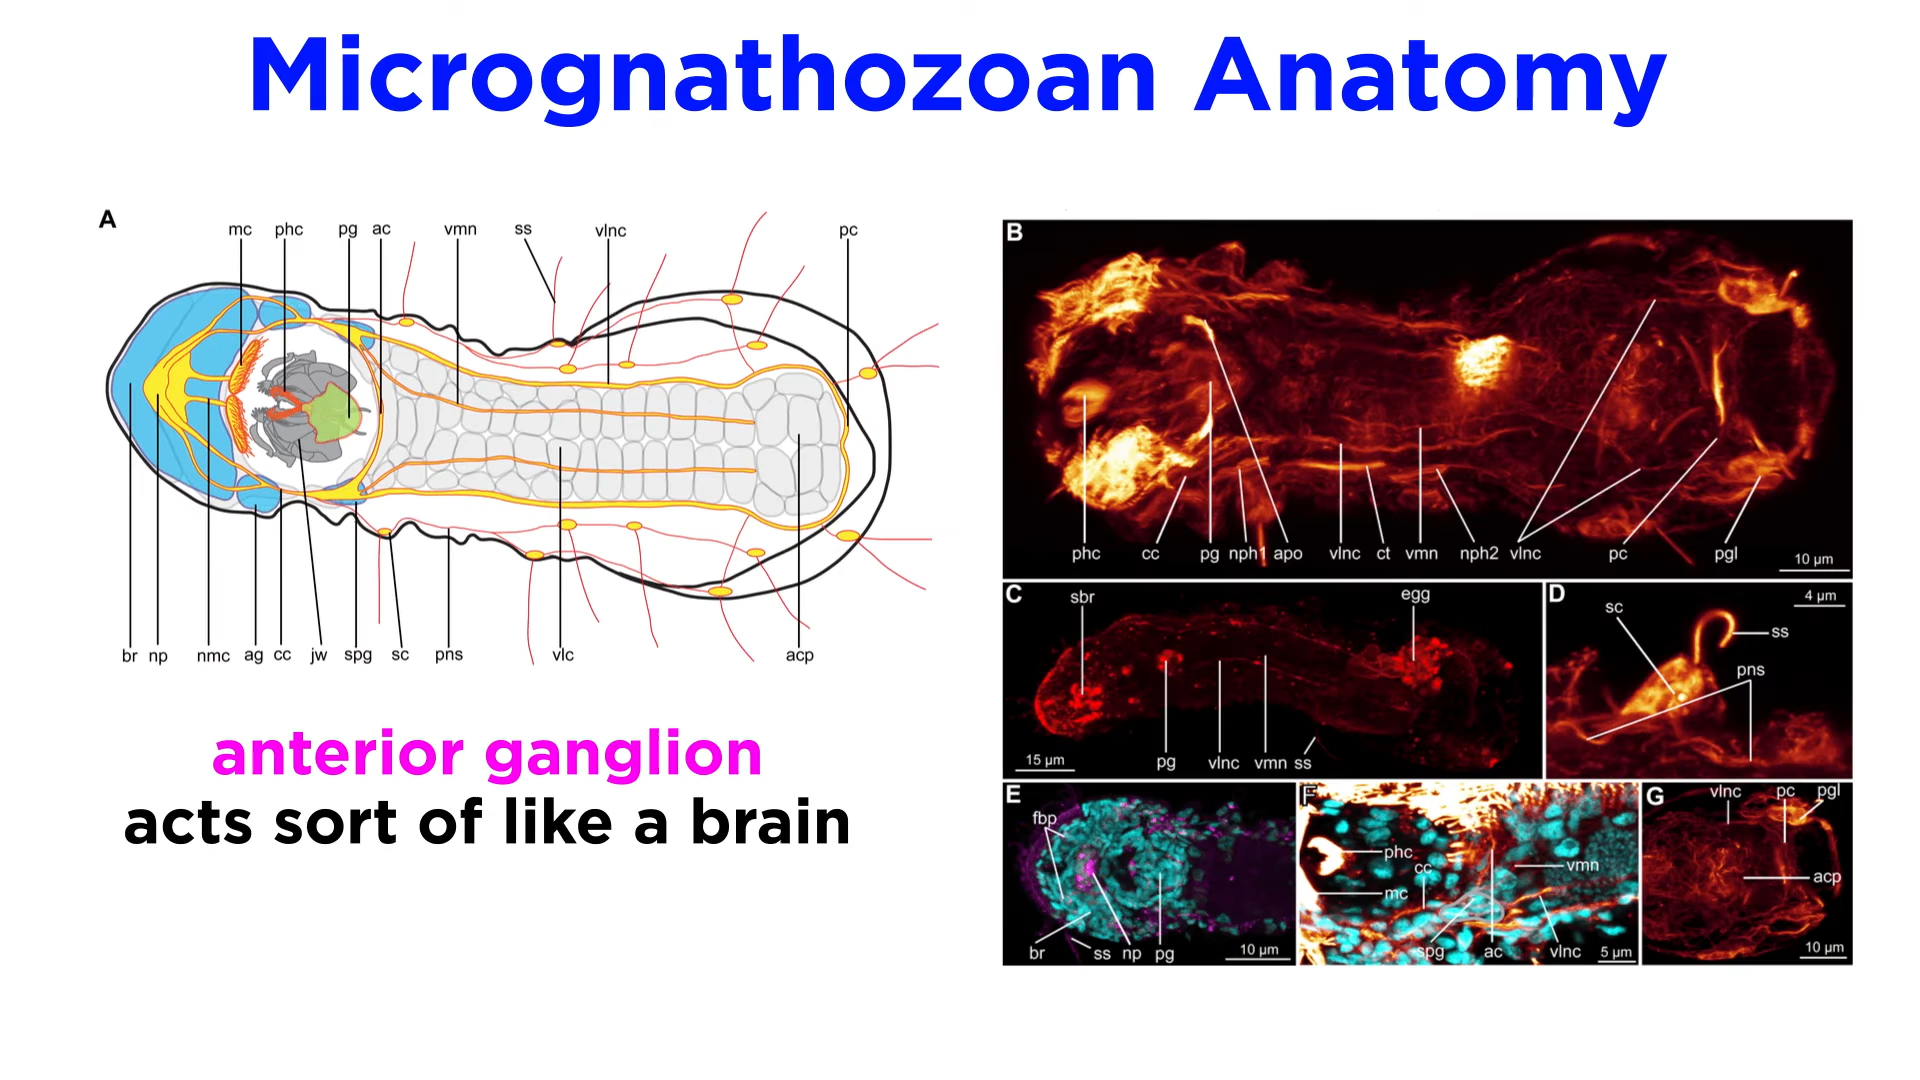 Micrognathozoan Anatomy
A
mc phc pg ac vmn ss vlnc pc
br np nmc ag cc jw spg sc pns vlc acp
anterior ganglion
acts sort of like a brain
B
phc cc pg nph1 apo vlnc ct vmn nph2 vlnc pc pgl
10 µm
C
sbr egg
15 µm
pg vlnc vmn ss
D
4 µm
sc
ss
pns
E
fbp
br ss np pg
10 µm
F
phc
cc
vmn
mc
spg ac vlnc
5 µm
G
vlnc pc pgl
acp
10 µm